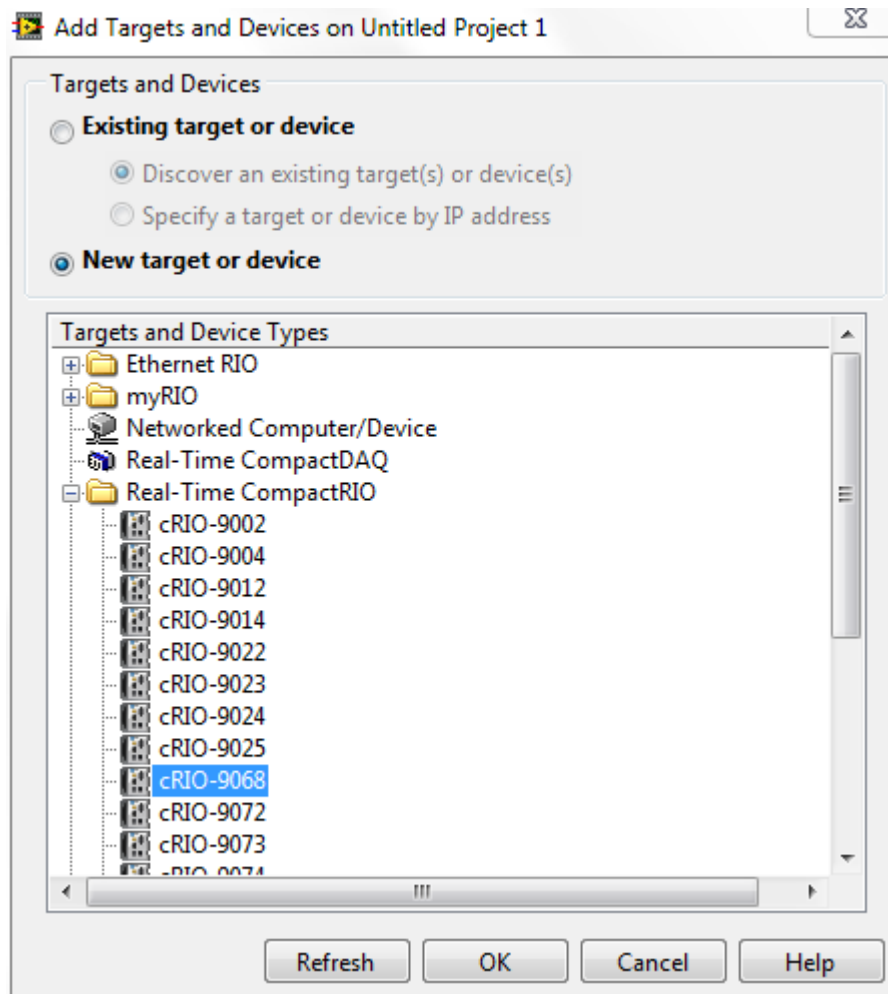 Add Targets and Devices on Untitled Project 1
Targets and Devices
Existing target or device
Discover an existing target(s) or device(s)
Specify a target or device by IP address
New target or device
Targets and Device Types
Ethernet RIO
myRIO
Networked Computer/Device
Real-Time CompactDAQ
Real-Time CompactRIO
cRIO-9002
cRIO-9004
cRIO-9012
cRIO-9014
cRIO-9022
cRIO-9023
cRIO-9024
cRIO-9025
cRIO-9068
cRIO-9072
cRIO-9073
cRIO-9074
Refresh OK Cancel Help